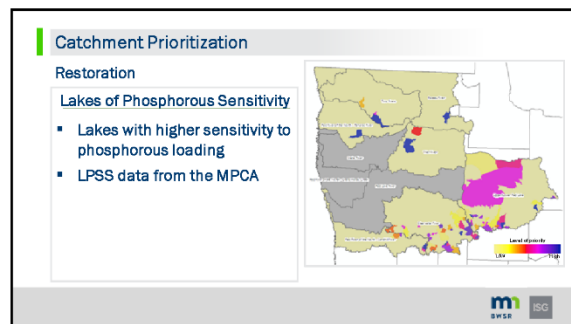 Catchment Prioritization
Restoration
Lakes of Phosphorous Sensitivity
▪ Lakes with higher sensitivity to
phosphorous loading
▪ LPSS data from the MPCA
Level of priority
Low
High
mn
BWSR
ISG